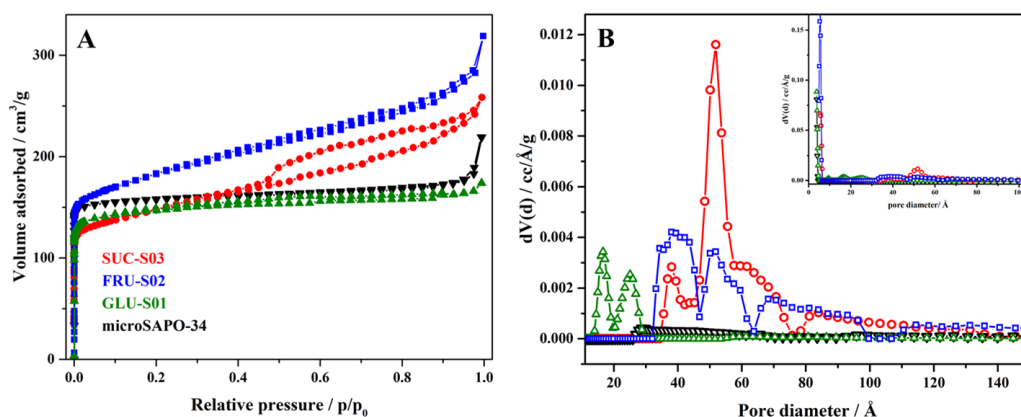 A
300
200
100
0
0.0 0.2 0.4 0.6 0.8 1.0
Volume adsorbed / cm³/g
Relative pressure / p/p₀
SUC-S03
FRU-S02
GLU-S01
microSAPO-34
B
0.012
0.010
0.008
0.006
0.004
0.002
0.000
20 40 60 80 100 120 140
dV(d) / cc/Å/g
Pore diameter / Å
0.15
0.10
0.05
0.00
0 20 40 60 80 100
dV(d) / cc/Å/g
pore diameter/ Å